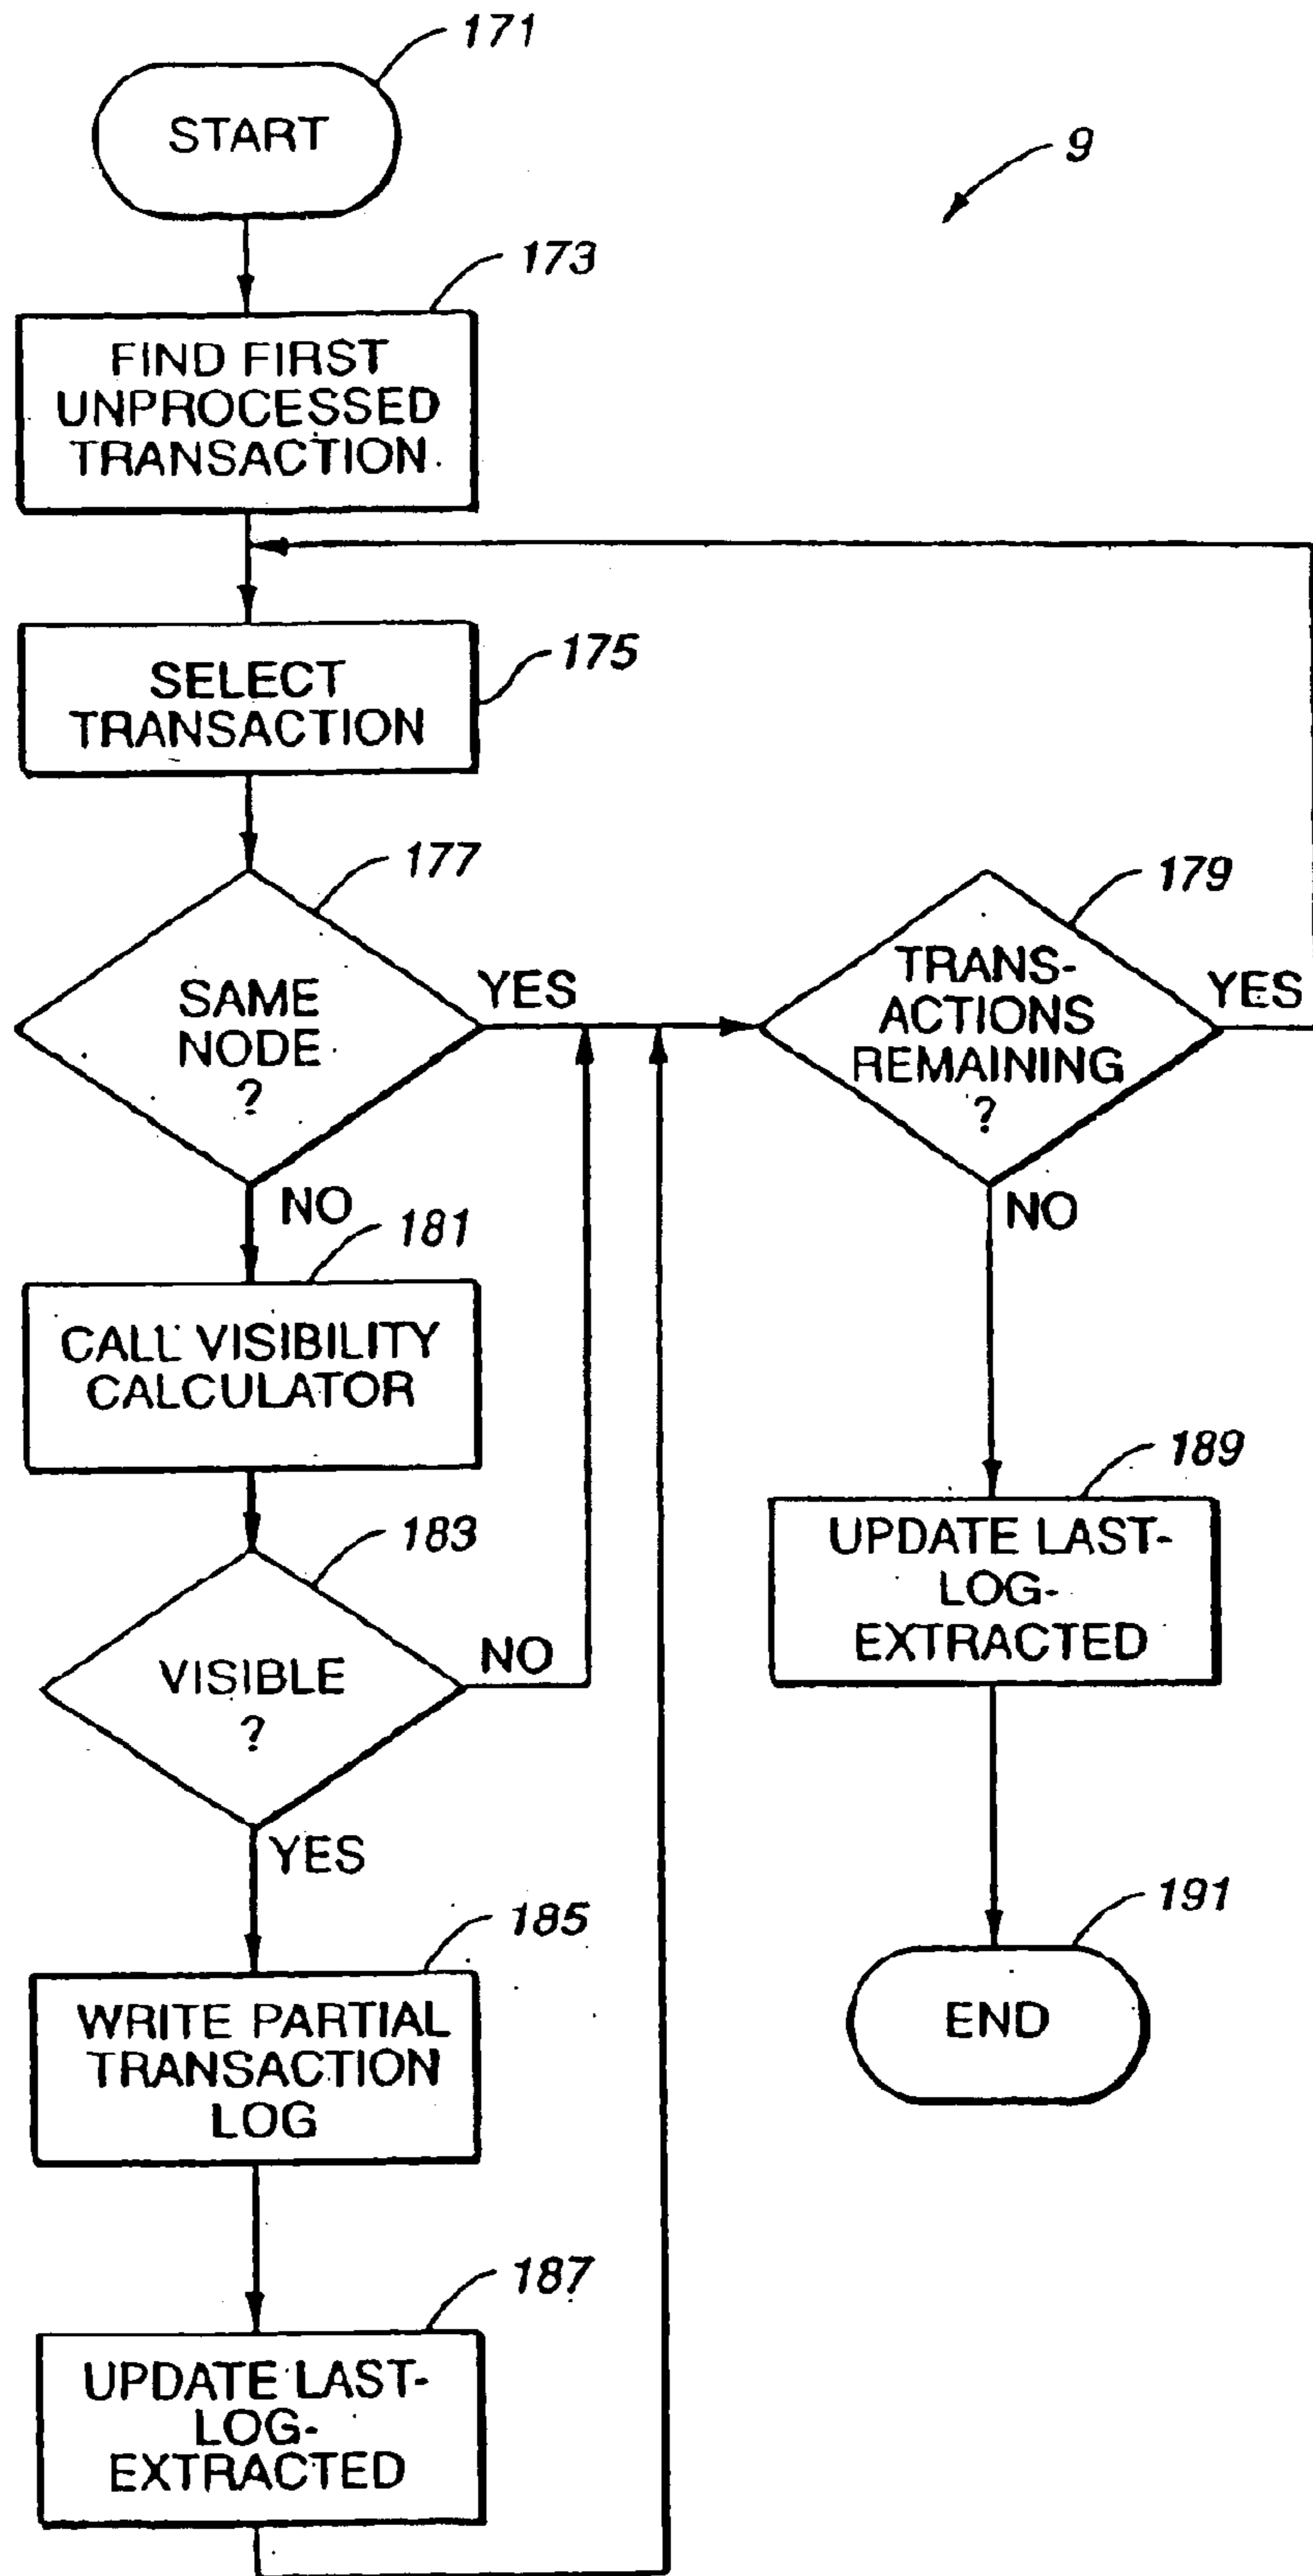 171
START
9
173
FIND FIRST
UNPROCESSED
TRANSACTION
175
SELECT
TRANSACTION
177
SAME
NODE
?
YES
NO
179
TRANS-
ACTIONS
REMAINING
?
YES
NO
181
CALL VISIBILITY
CALCULATOR
183
VISIBLE
?
NO
YES
185
WRITE PARTIAL
TRANSACTION
LOG
187
UPDATE LAST-
LOG-
EXTRACTED
189
UPDATE LAST-
LOG-
EXTRACTED
191
END